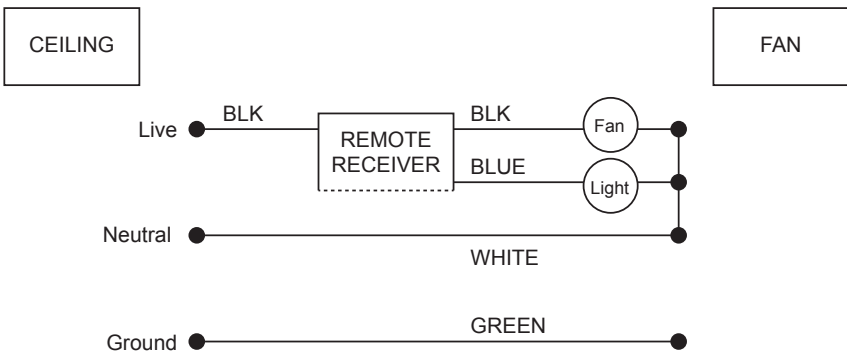 CEILING
FAN
Live
BLK
REMOTE
RECEIVER
BLK
Fan
BLUE
Light
Neutral
WHITE
Ground
GREEN